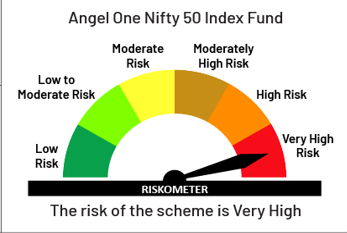 Angel One Nifty 50 Index Fund
Moderate
Risk
Moderately
High Risk
Low to
Moderate Risk
High Risk
Low
Risk
Very High
Risk
RISKOMETER
The risk of the scheme is Very High